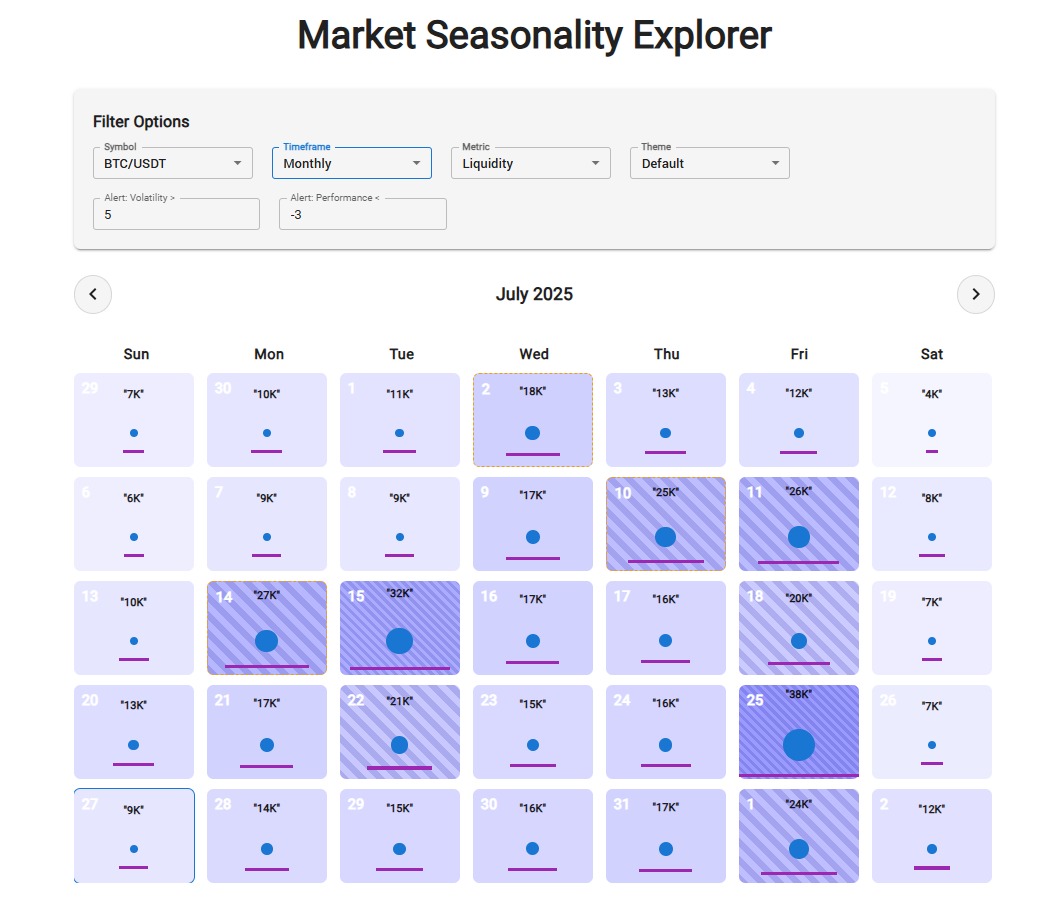 Market Seasonality Explorer
Filter Options
Symbol Timeframe Metric Theme
BTC/USDT Monthly Liquidity Default
Alert: Volatility > Alert: Performance <
5 -3
July 2025
Sun Mon Tue Wed Thu Fri Sat
29 "7K" 30 "10K" 1 "11K" 2 "18K" 3 "13K" 4 "12K" 5 "4K"
6 "6K" 7 "9K" 8 "9K" 9 "17K" 10 "25K" 11 "26K" 12 "8K"
13 "10K" 14 "27K" 15 "32K" 16 "17K" 17 "16K" 18 "20K" 19 "7K"
20 "13K" 21 "17K" 22 "21K" 23 "15K" 24 "16K" 25 "38K" 26 "7K"
27 "9K" 28 "14K" 29 "15K" 30 "16K" 31 "17K" 1 "24K" 2 "12K"